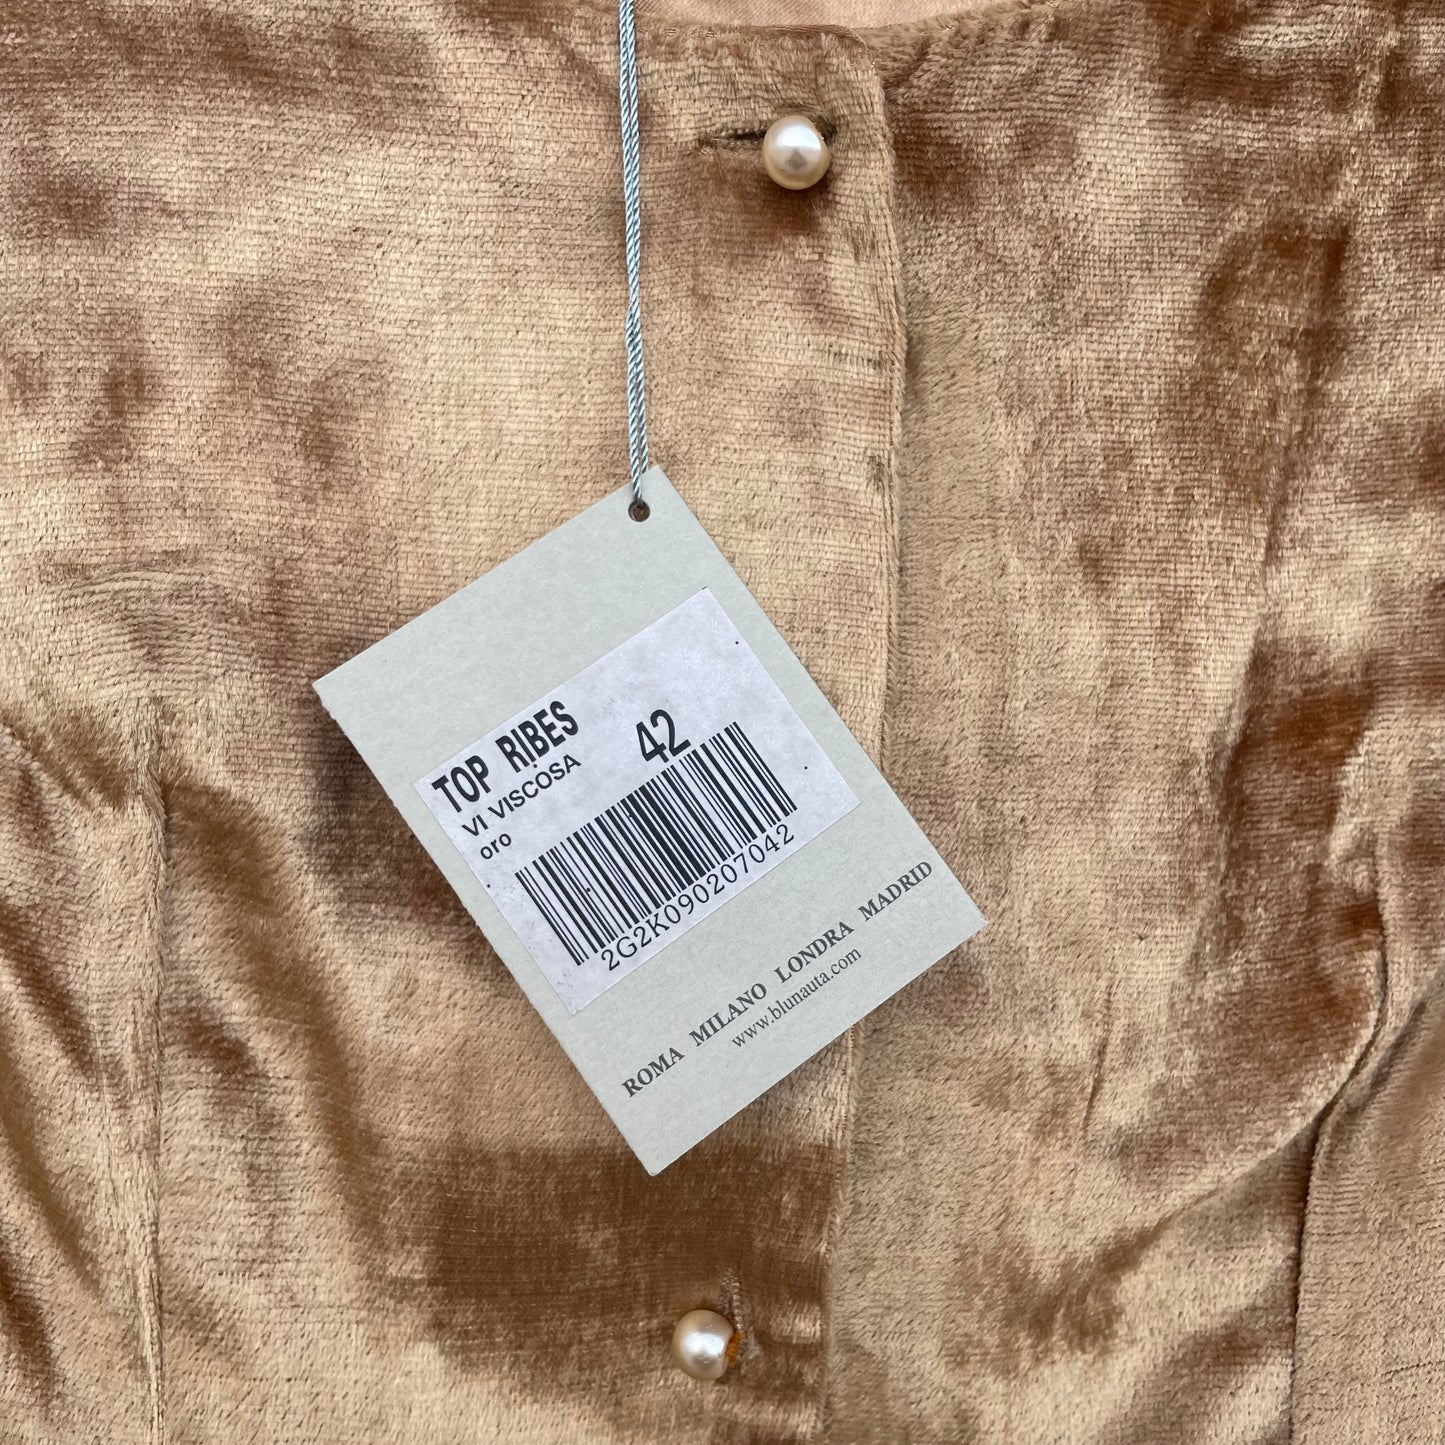 TOP RIBES 42
VI VISCOSA
oro
2G2K090207042
ROMA MILANO LONDRA MADRID
www.blunauta.com